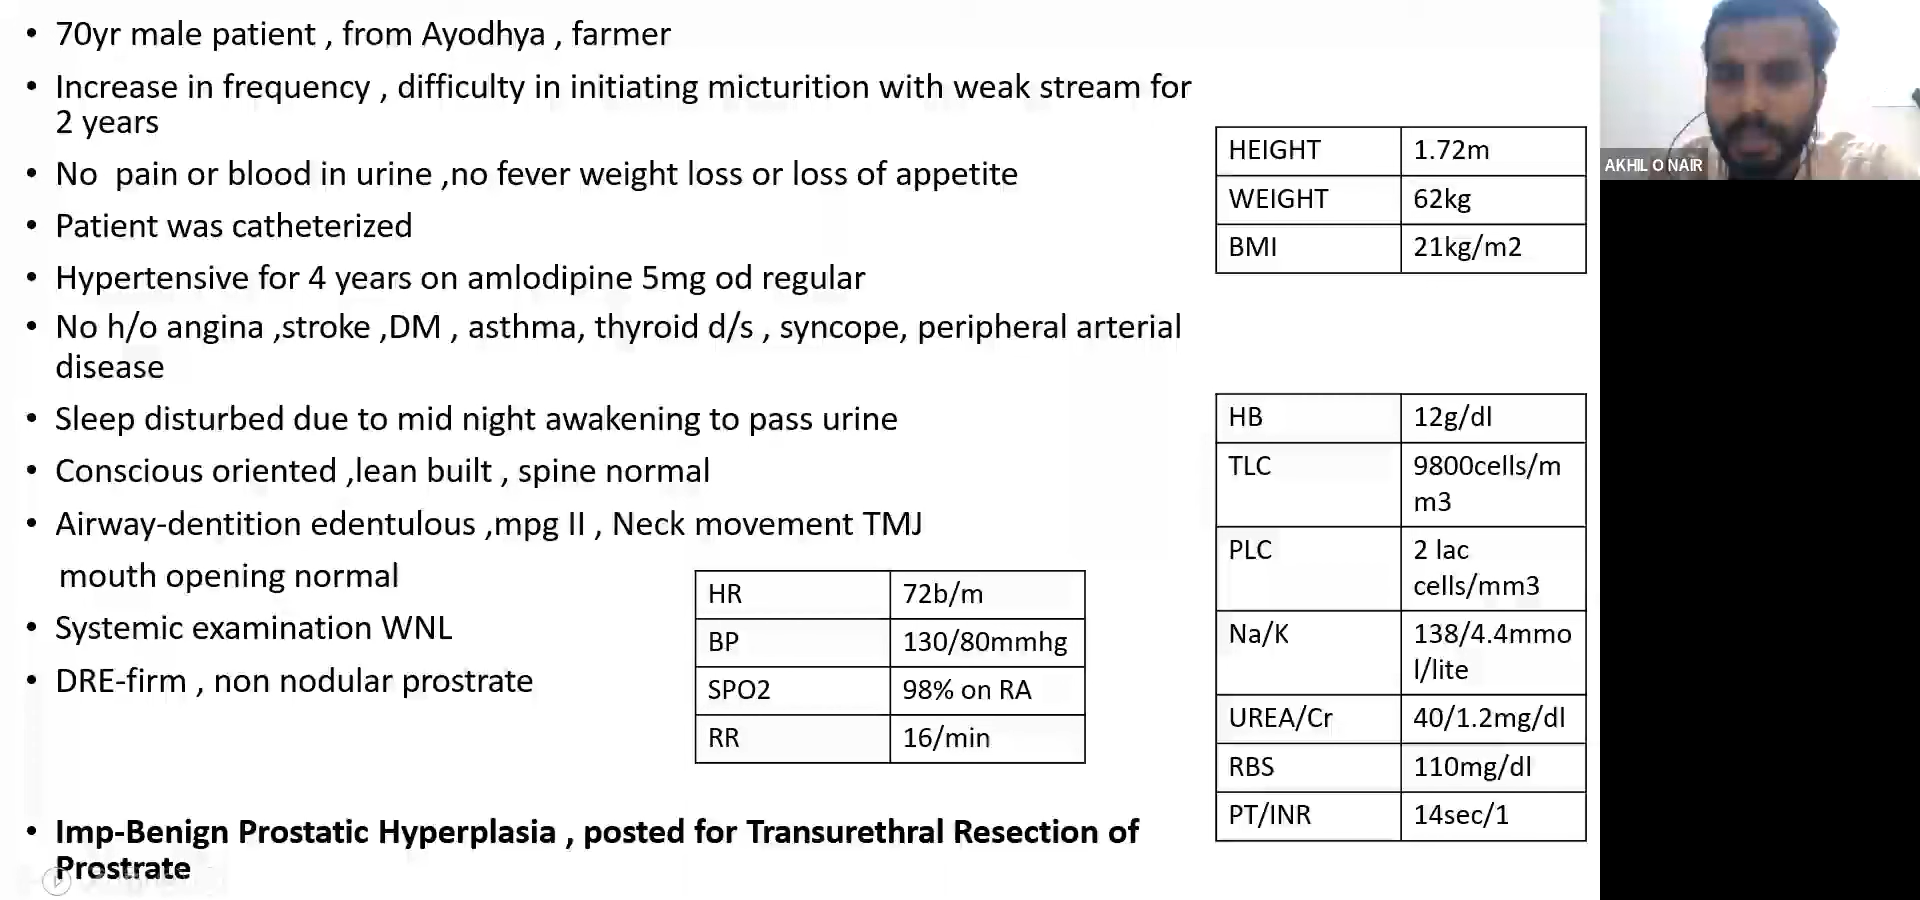 • 70yr male patient , from Ayodhya , farmer
• Increase in frequency , difficulty in initiating micturition with weak stream for
2 years
• No  pain or blood in urine ,no fever weight loss or loss of appetite
• Patient was catheterized
• Hypertensive for 4 years on amlodipine 5mg od regular
• No h/o angina ,stroke ,DM , asthma, thyroid d/s , syncope, peripheral arterial
disease
• Sleep disturbed due to mid night awakening to pass urine
• Conscious oriented ,lean built , spine normal
• Airway-dentition edentulous ,mpg II , Neck movement TMJ
mouth opening normal
• Systemic examination WNL
• DRE-firm , non nodular prostrate
• Imp-Benign Prostatic Hyperplasia , posted for Transurethral Resection of
Prostrate
HR 72b/m
BP 130/80mmhg
SPO2 98% on RA
RR 16/min
HEIGHT 1.72m
WEIGHT 62kg
BMI 21kg/m2
HB 12g/dl
TLC 9800cells/m
m3
PLC 2 lac
cells/mm3
Na/K 138/4.4mmo
l/lite
UREA/Cr 40/1.2mg/dl
RBS 110mg/dl
PT/INR 14sec/1
AKHIL O NAIR